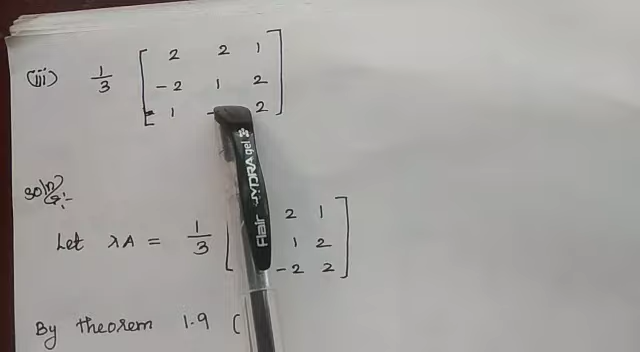 (iii) 1/3 [ 2 2 1
-2 1 2
1 - 2 ]
Soln:-
Let λA = 1/3 [ 2 1
1 2
-2 2 ]
By theorem 1.9 (
Flair HYDRA gel